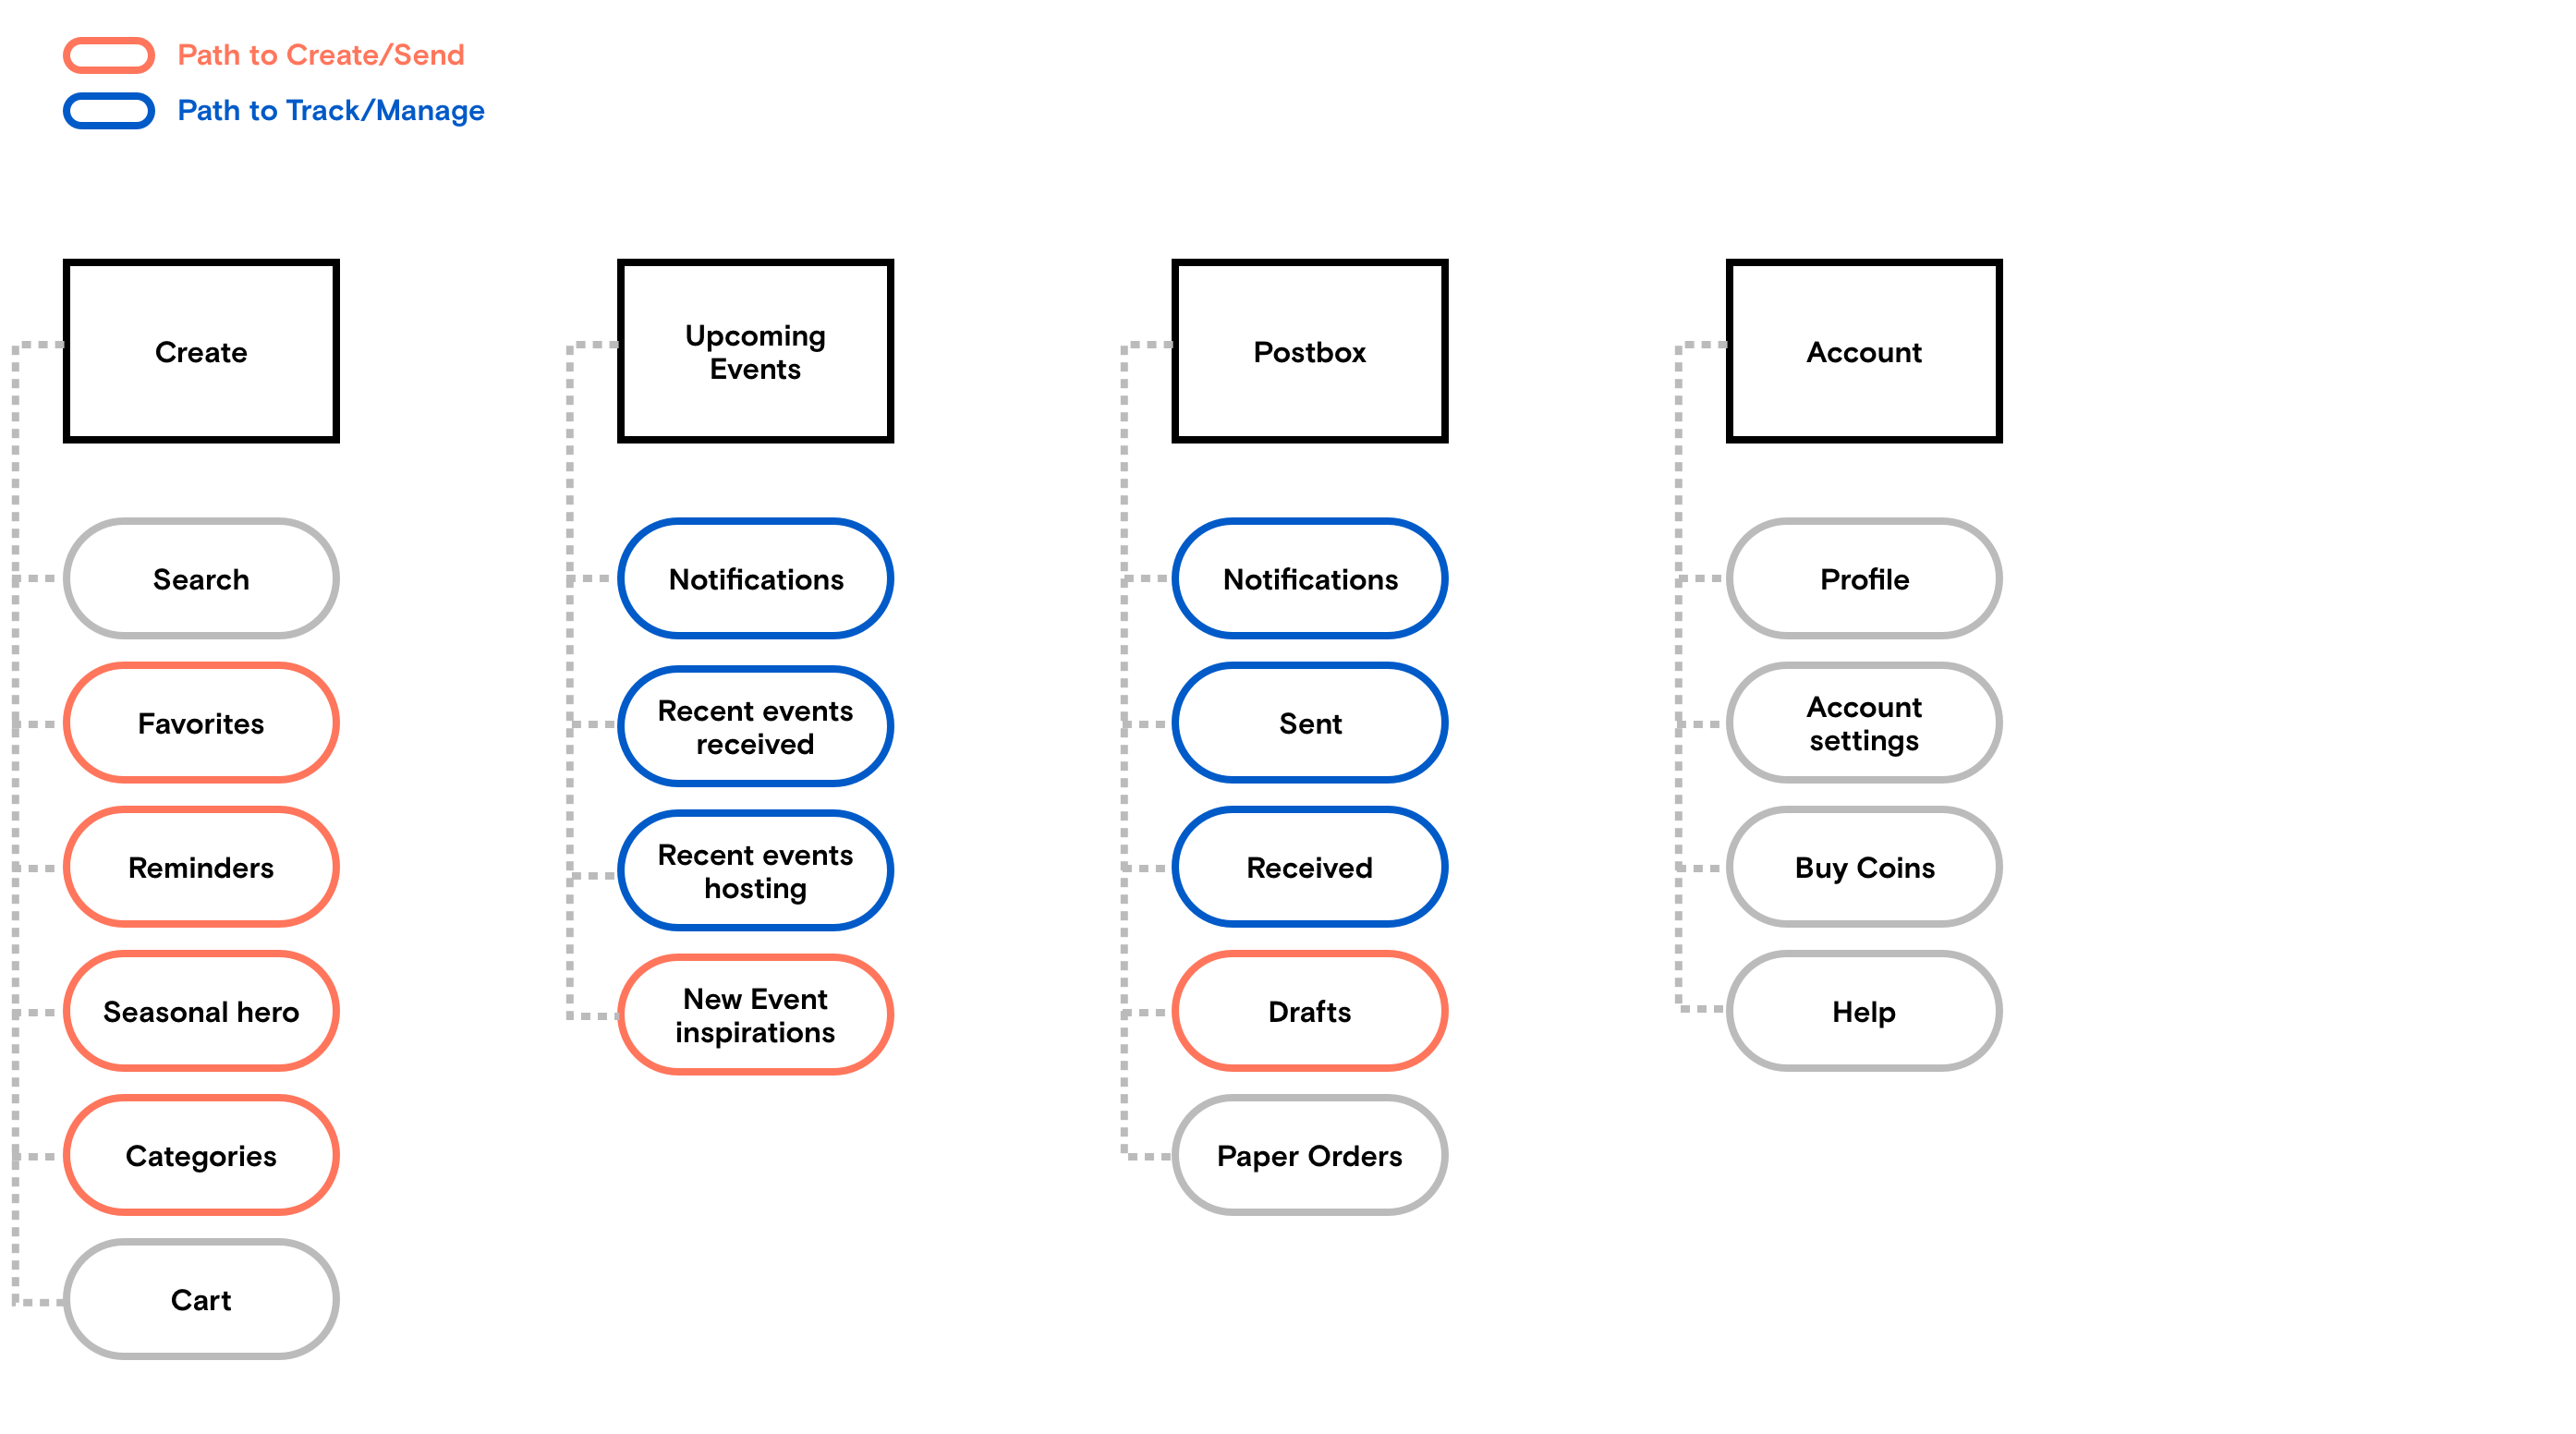 Path to Create/Send
Path to Track/Manage
Create
Search
Favorites
Reminders
Seasonal hero
Categories
Cart
Upcoming
Events
Notifications
Recent events
received
Recent events
hosting
New Event
inspirations
Postbox
Notifications
Sent
Received
Drafts
Paper Orders
Account
Profile
Account
settings
Buy Coins
Help